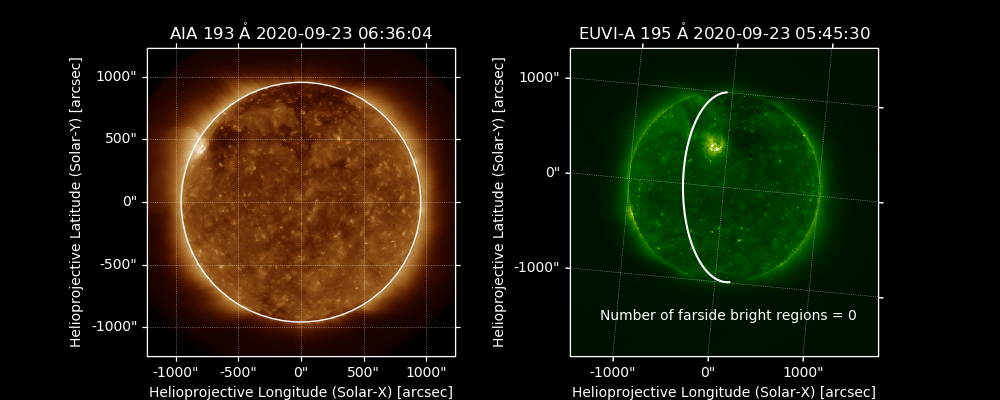 AIA 193 Å 2020-09-23 06:36:04
1000"
500"
0"
-500"
-1000"
-1000"
-500"
0"
500"
1000"
Helioprojective Longitude (Solar-X) [arcsec]
Helioprojective Latitude (Solar-Y) [arcsec]
EUVI-A 195 Å 2020-09-23 05:45:30
1000"
0"
-1000"
Number of farside bright regions = 0
-1000"
0"
1000"
Helioprojective Longitude (Solar-X) [arcsec]
Helioprojective Latitude (Solar-Y) [arcsec]